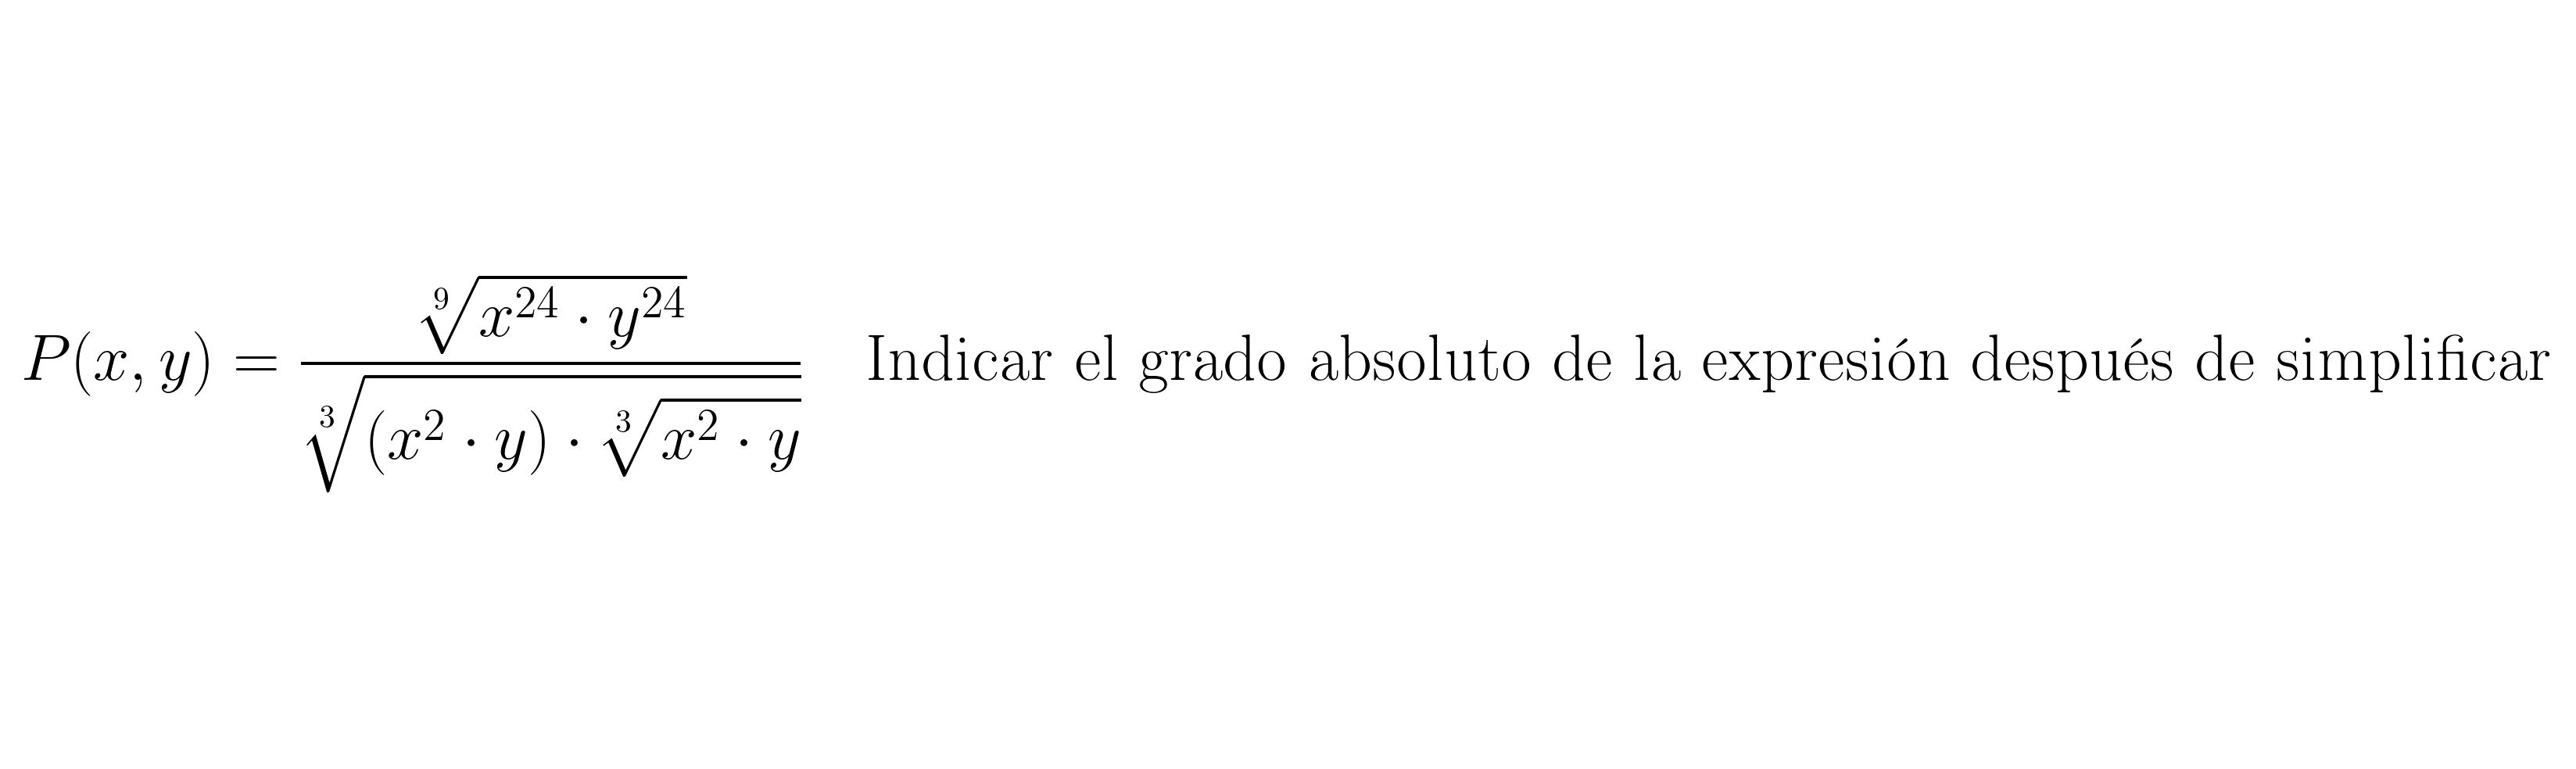 $P(x, y) = \frac{\sqrt[9]{x^{24} \cdot y^{24}}}{\sqrt[3]{(x^2 \cdot y) \cdot \sqrt[3]{x^2 \cdot y}}}$ Indicar el grado absoluto de la expresión después de simplificar